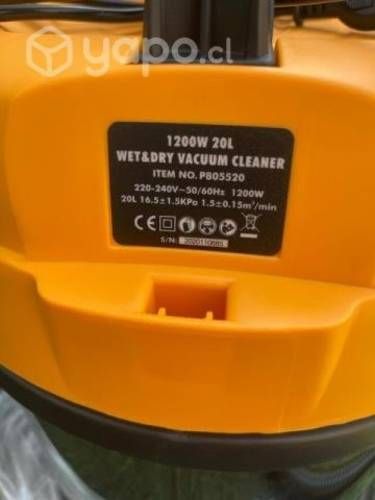 yapo.cl
1200W 20L
WET&DRY VACUUM CLEANER
ITEM NO. P805520
220-240V~50/60Hz 1200W
20L 16.5±1.5KPa 1.5±0.15m³/min
CE
S/N: